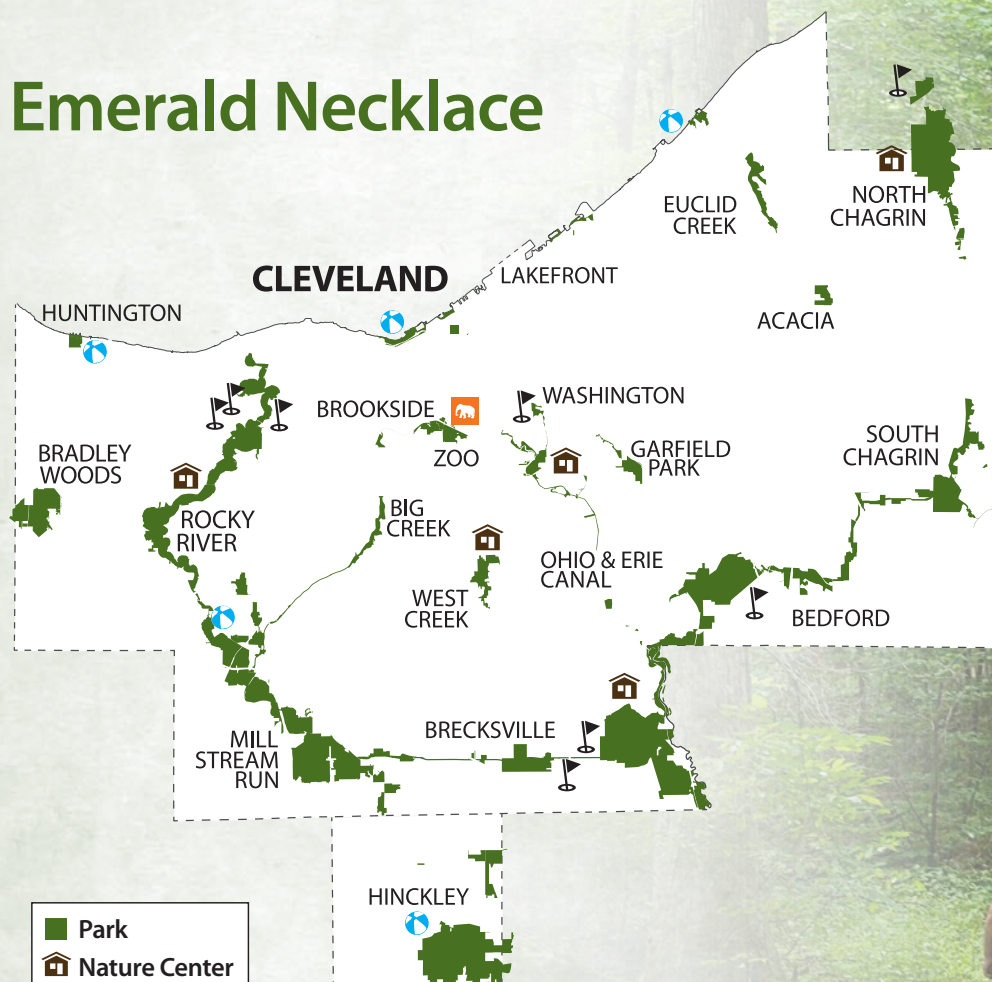 Emerald Necklace
EUCLID
CREEK
NORTH
CHAGRIN
CLEVELAND
LAKEFRONT
HUNTINGTON
ACACIA
BROOKSIDE
WASHINGTON
ZOO
BRADLEY
WOODS
GARFIELD
PARK
SOUTH
CHAGRIN
ROCKY
RIVER
BIG
CREEK
OHIO & ERIE
CANAL
WEST
CREEK
BEDFORD
BRECKSVILLE
MILL
STREAM
RUN
HINCKLEY
Park
Nature Center